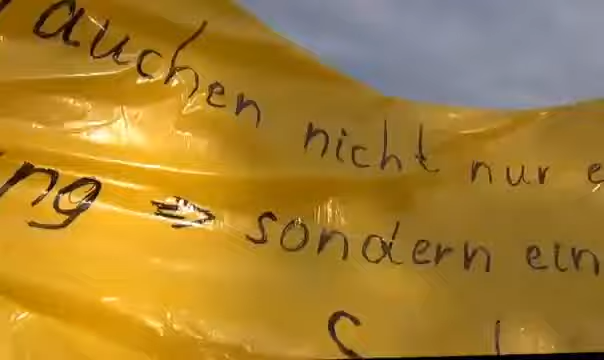 auchen nicht nur e
ng ⇒ sondern ein
S